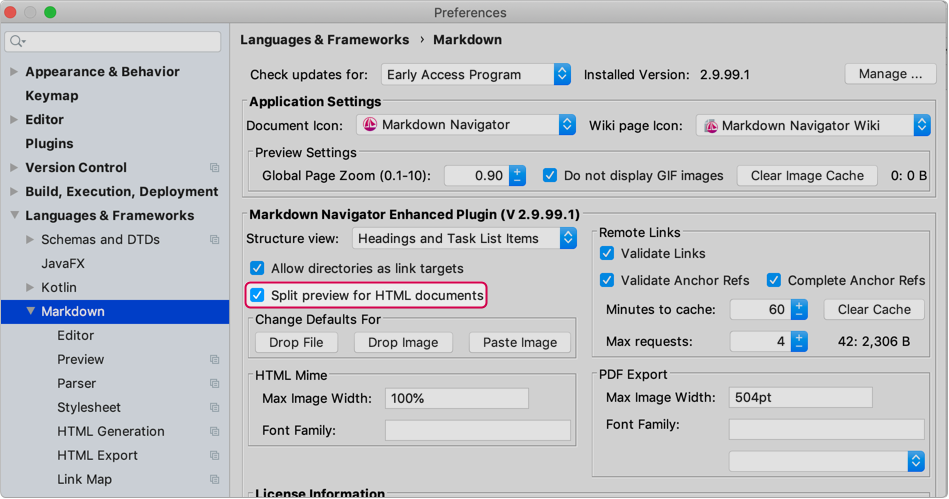 Preferences
Languages & Frameworks › Markdown
Appearance & Behavior
Keymap
Editor
Plugins
Version Control
Build, Execution, Deployment
Languages & Frameworks
Schemas and DTDs
JavaFX
Kotlin
Markdown
Editor
Preview
Parser
Stylesheet
HTML Generation
HTML Export
Link Map
Check updates for: Early Access Program Installed Version: 2.9.99.1 Manage ...
Application Settings
Document Icon: Markdown Navigator Wiki page Icon: Markdown Navigator Wiki
Preview Settings
Global Page Zoom (0.1-10): 0.90 Do not display GIF images Clear Image Cache 0: 0 B
Markdown Navigator Enhanced Plugin (V 2.9.99.1)
Structure view: Headings and Task List Items
Allow directories as link targets
Split preview for HTML documents
Change Defaults For
Drop File Drop Image Paste Image
HTML Mime
Max Image Width: 100%
Font Family:
Remote Links
Validate Links
Validate Anchor Refs Complete Anchor Refs
Minutes to cache: 60 Clear Cache
Max requests: 4 42: 2,306 B
PDF Export
Max Image Width: 504pt
Font Family:
License Information